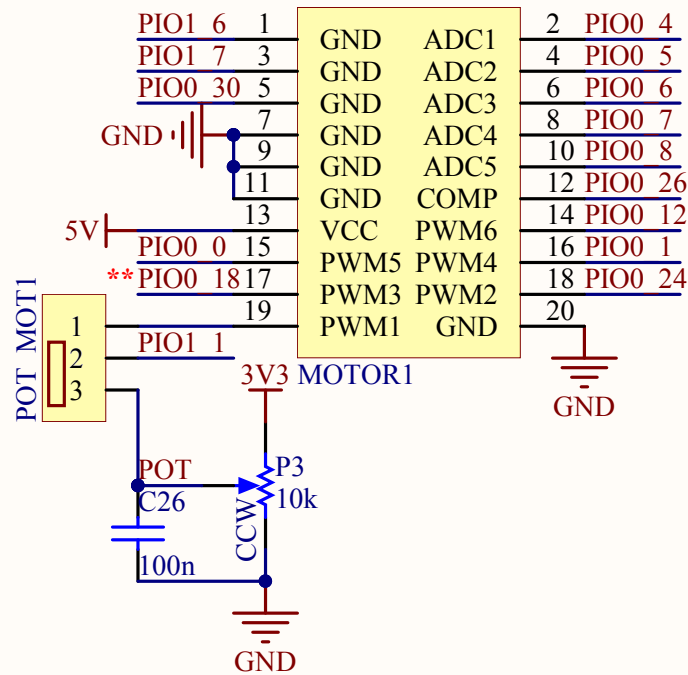 PIO1_6 1 GND ADC1 2 PIO0_4
PIO1_7 3 GND ADC2 4 PIO0_5
PIO0_30 5 GND ADC3 6 PIO0_6
GND 7 GND ADC4 8 PIO0_7
9 GND ADC5 10 PIO0_8
11 GND COMP 12 PIO0_26
5V 13 VCC PWM6 14 PIO0_12
PIO0_0 15 PWM5 PWM4 16 PIO0_1
**PIO0_18 17 PWM3 PWM2 18 PIO0_24
19 PWM1 GND 20
POT_MOT1
1
2 PIO1_1
3
3V3 MOTOR1
GND
POT P3
C26 CCW 10k
100n
GND